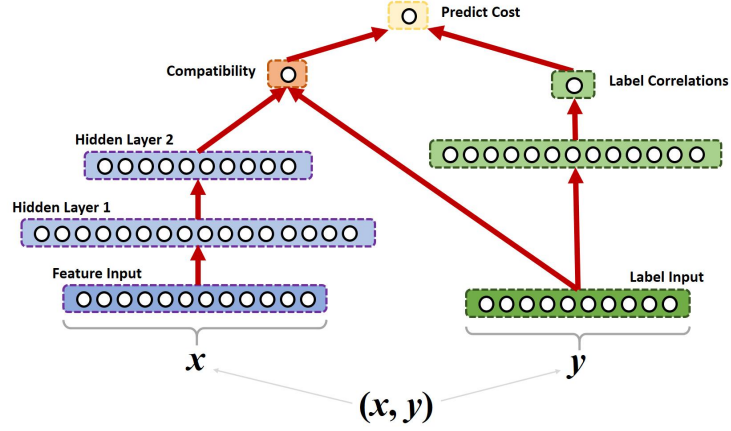 Predict Cost
Compatibility
Label Correlations
Hidden Layer 2
Hidden Layer 1
Feature Input
Label Input
x
y
(x, y)